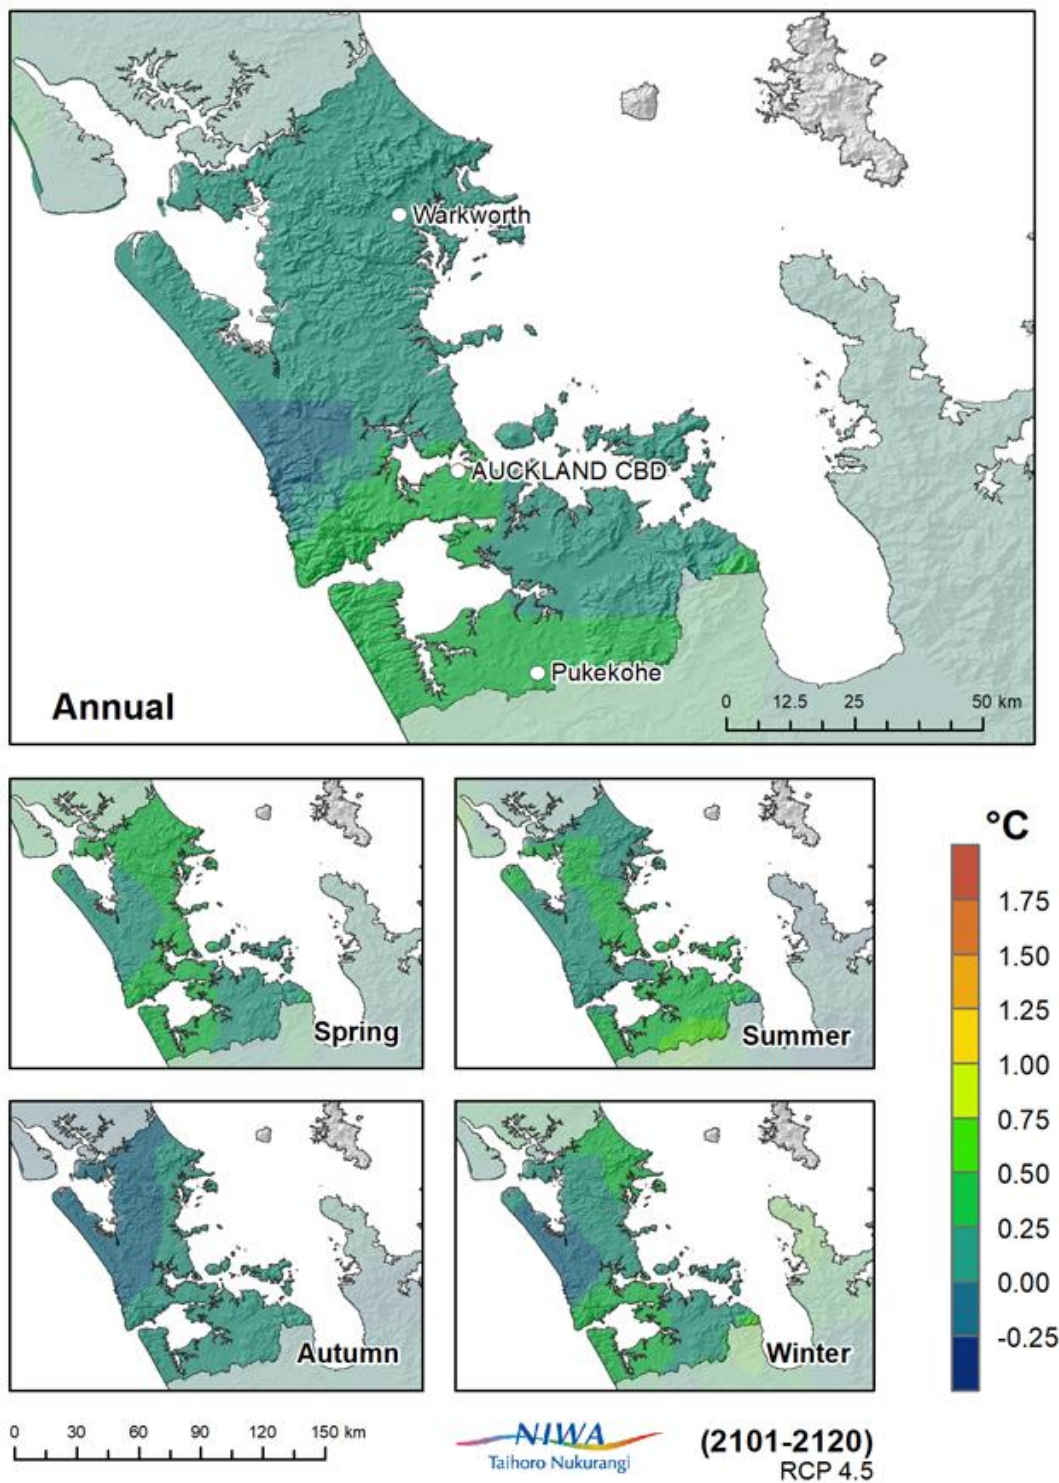 Warkworth
AUCKLAND CBD
Pukekohe
Annual
0 12.5 25 50 km
Spring
Summer
Autumn
Winter
°C
1.75
1.50
1.25
1.00
0.75
0.50
0.25
0.00
-0.25
0 30 60 90 120 150 km
NIWA
Taihoro Nukurangi
(2101-2120)
RCP 4.5